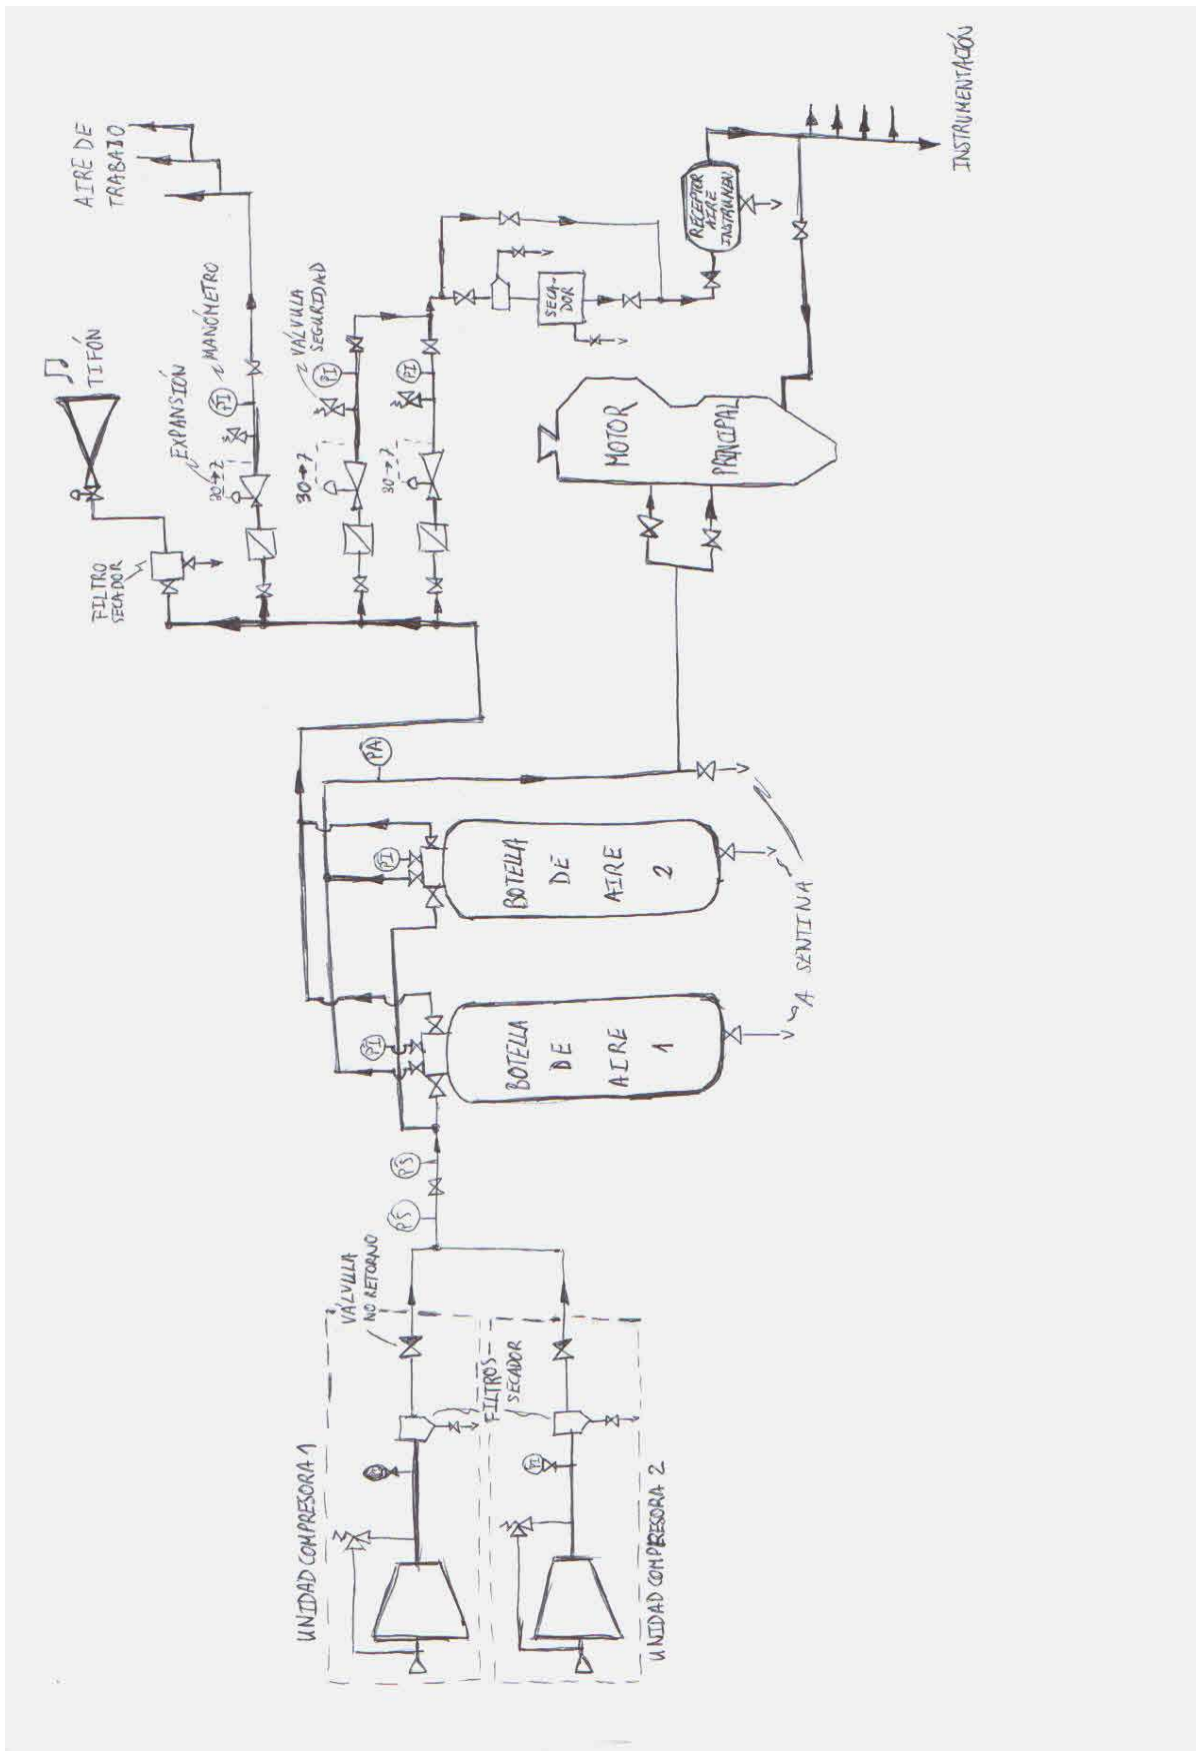 AIRE DE
TRABAJO
TIFÓN
FILTRO
SECADOR
EXPANSIÓN
MANÓMETRO
30→7
PI
VÁLVULA
SEGURIDAD
30→7
PI
30→7
PI
SECA-
DOR
RECEPTOR
AIRE
INSTRUMEN
INSTRUMENTACIÓN
MOTOR
PRINCIPAL
PA
PI
BOTELLA
DE
AIRE
2
PI
BOTELLA
DE
AIRE
1
A SENTINA
PS
PS
VÁLVULA
NO RETORNO
FILTROS-
SECADOR
UNIDAD COMPRESORA 1
PI
UNIDAD COMPRESORA 2